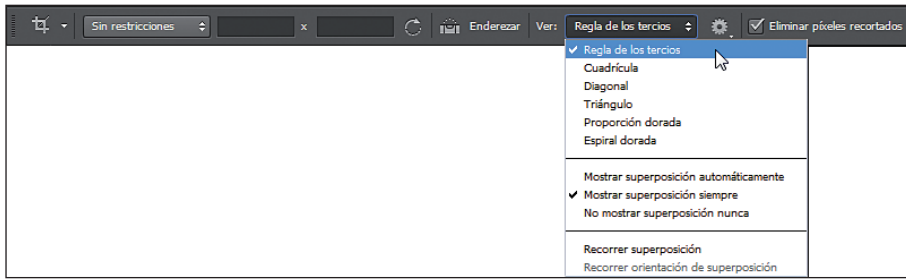 Sin restricciones x Enderezar Ver: Regla de los tercios Eliminar píxeles recortados
Regla de los tercios
Cuadrícula
Diagonal
Triángulo
Proporción dorada
Espiral dorada
Mostrar superposición automáticamente
Mostrar superposición siempre
No mostrar superposición nunca
Recorrer superposición
Recorrer orientación de superposición